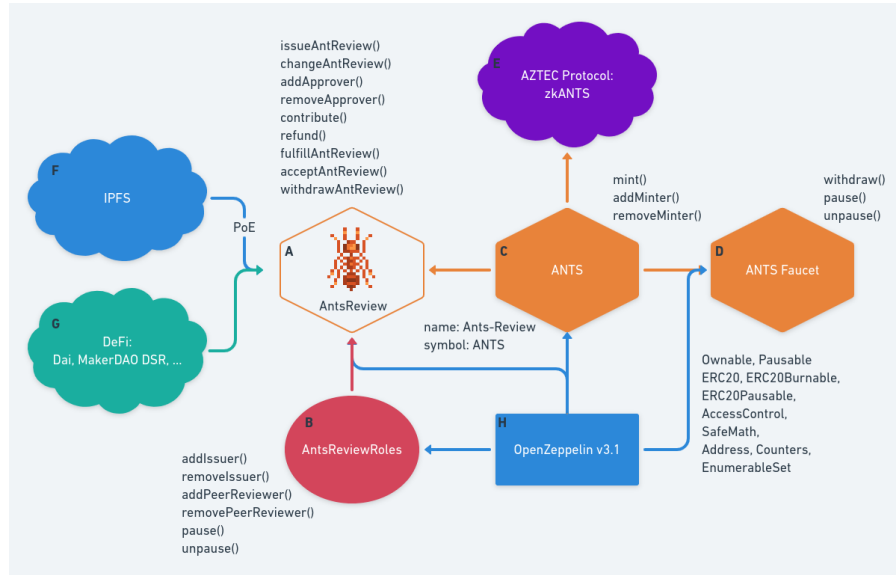 issueAntReview()
changeAntReview()
addApprover()
removeApprover()
contribute()
refund()
fulfillAntReview()
acceptAntReview()
withdrawAntReview()
E
AZTEC Protocol:
zkANTS
F
IPFS
PoE
mint()
addMinter()
removeMinter()
withdraw()
pause()
unpause()
A
AntsReview
C
ANTS
D
ANTS Faucet
G
DeFi:
Dai, MakerDAO DSR, ...
name: Ants-Review
symbol: ANTS
Ownable, Pausable
ERC20, ERC20Burnable,
ERC20Pausable,
AccessControl,
SafeMath,
Address, Counters,
EnumerableSet
B
AntsReviewRoles
H
OpenZeppelin v3.1
addIssuer()
removeIssuer()
addPeerReviewer()
removePeerReviewer()
pause()
unpause()